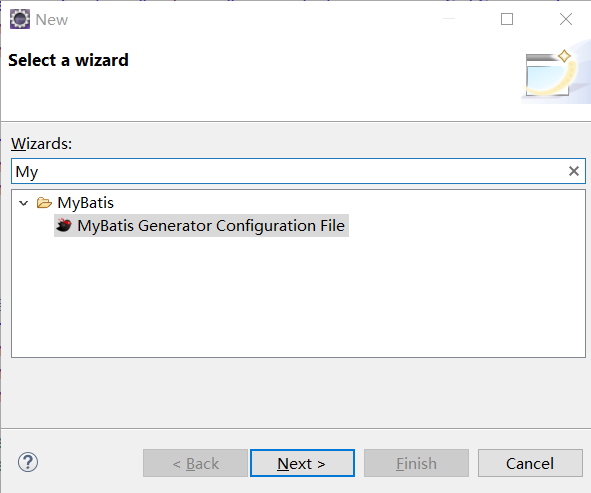 New
Select a wizard
Wizards:
My
MyBatis
MyBatis Generator Configuration File
?
< Back
Next >
Finish
Cancel